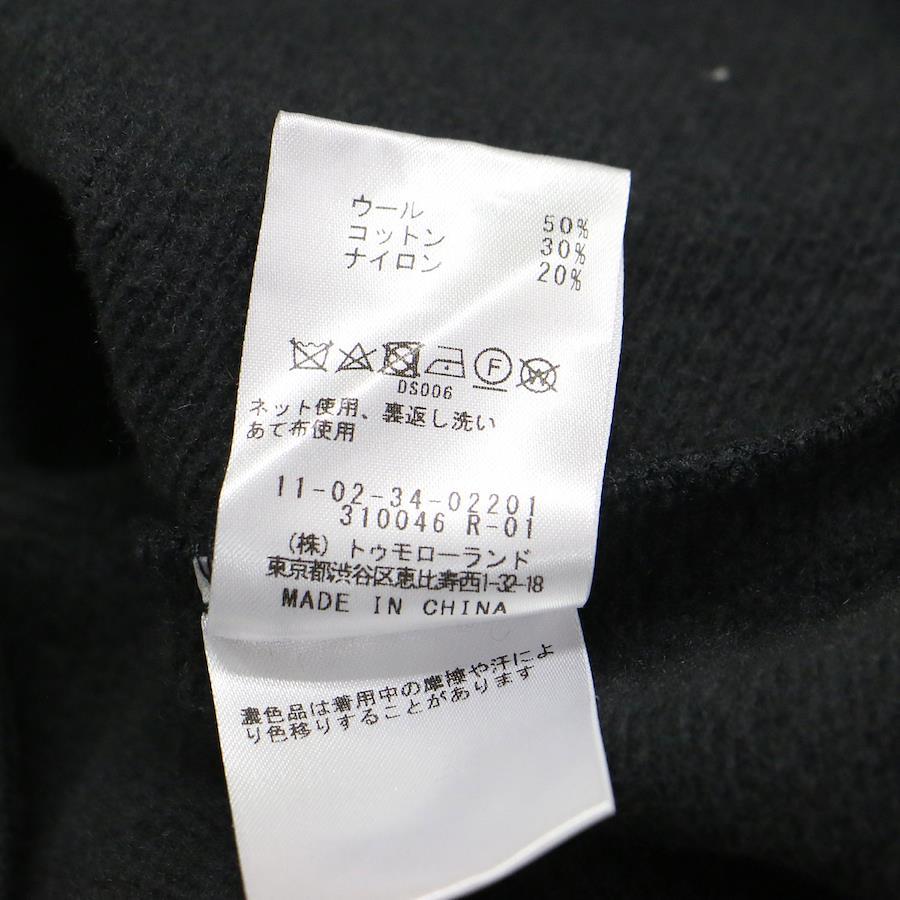 ウール 50%
コットン 30%
ナイロン 20%
F W
DS006
ネット使用、裏返し洗い
あて布使用
11-02-34-02201
310046 R-01
(株) トゥモローランド
東京都渋谷区恵比寿西1-32-18
MADE IN CHINA
濃色品は着用中の摩擦や汗によ
り色移りすることがあります